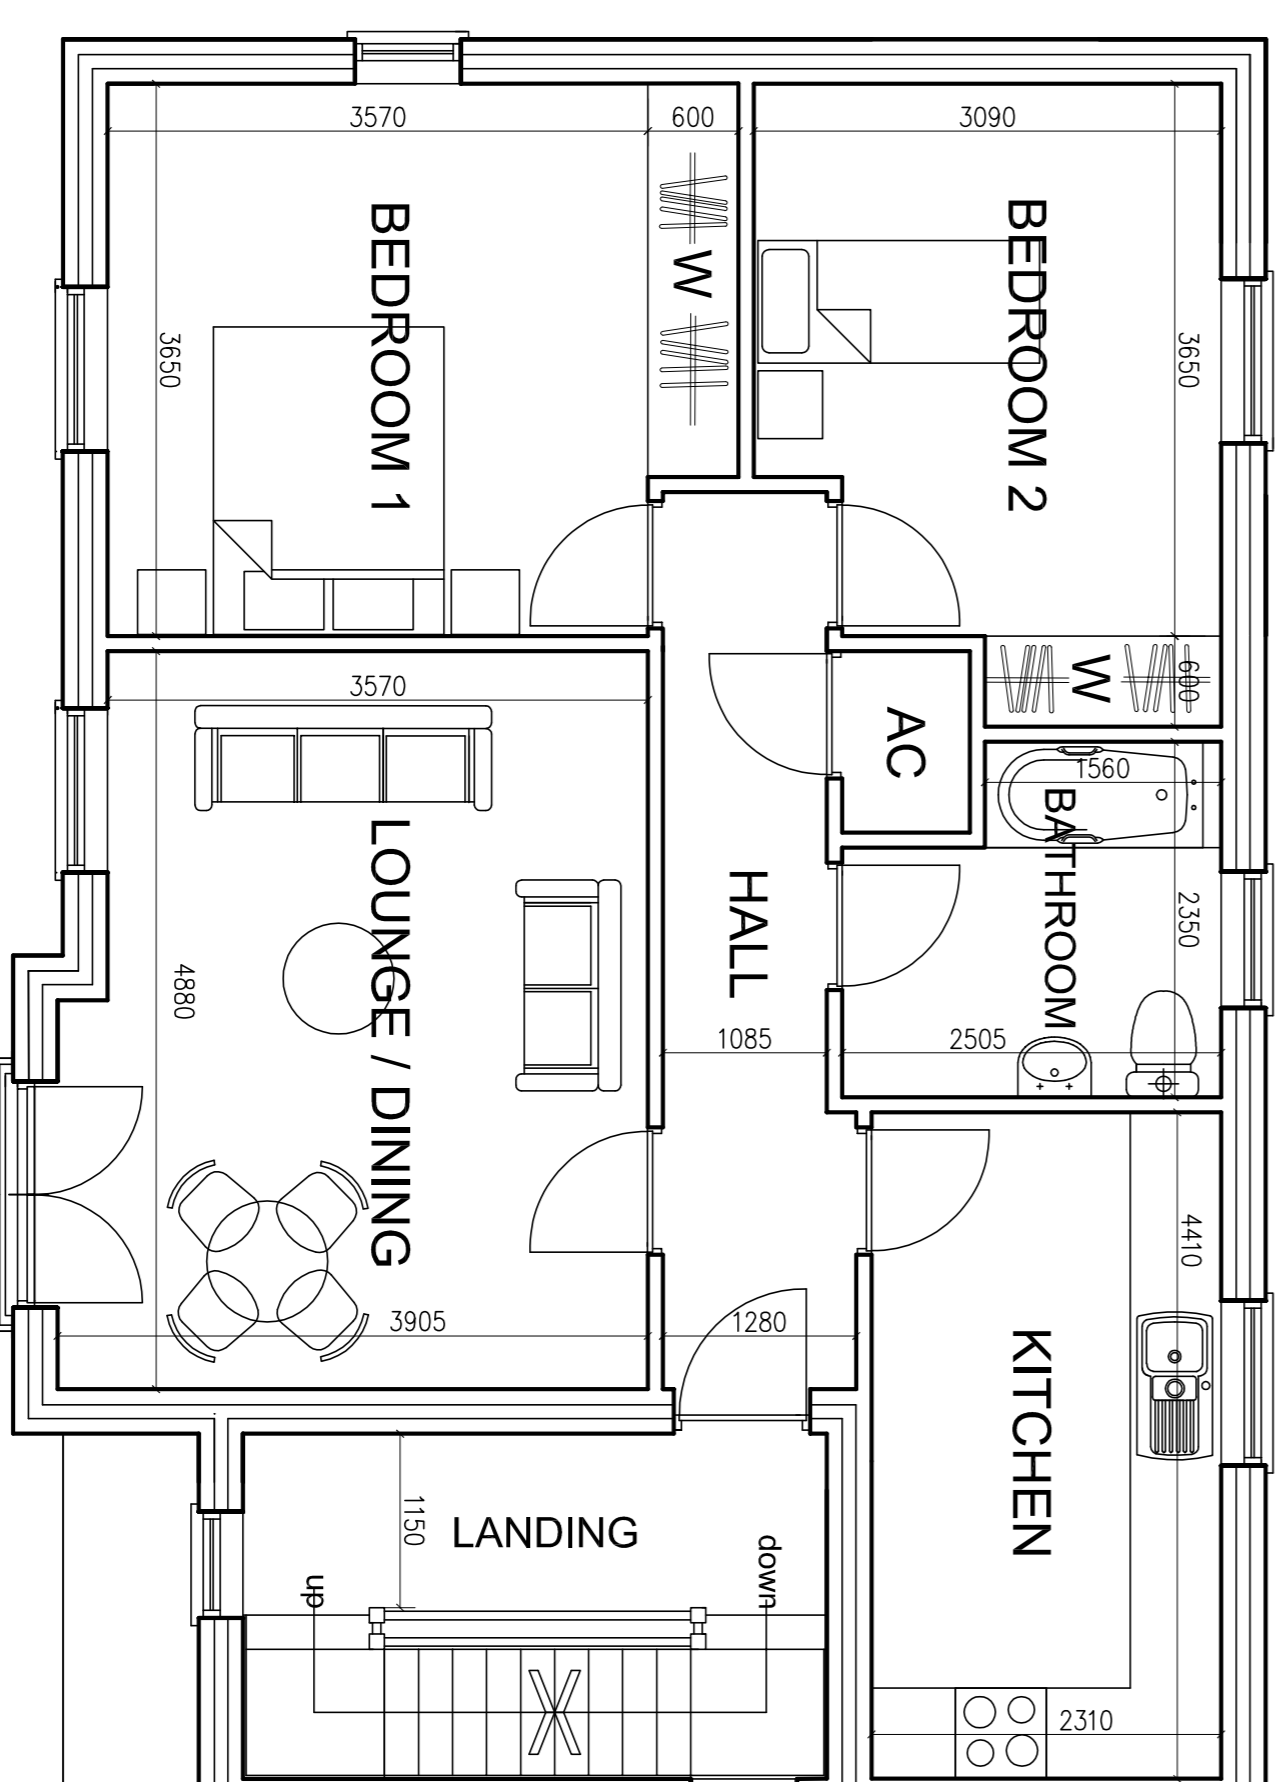 3570
600
3090
BEDROOM 1
W
BEDROOM 2
3650
3650
3570
AC
W
600
1560
LOUNGE / DINING
HALL
BATHROOM
4880
2350
1085
2505
4410
3905
1280
KITCHEN
1150
LANDING
down
up
2310